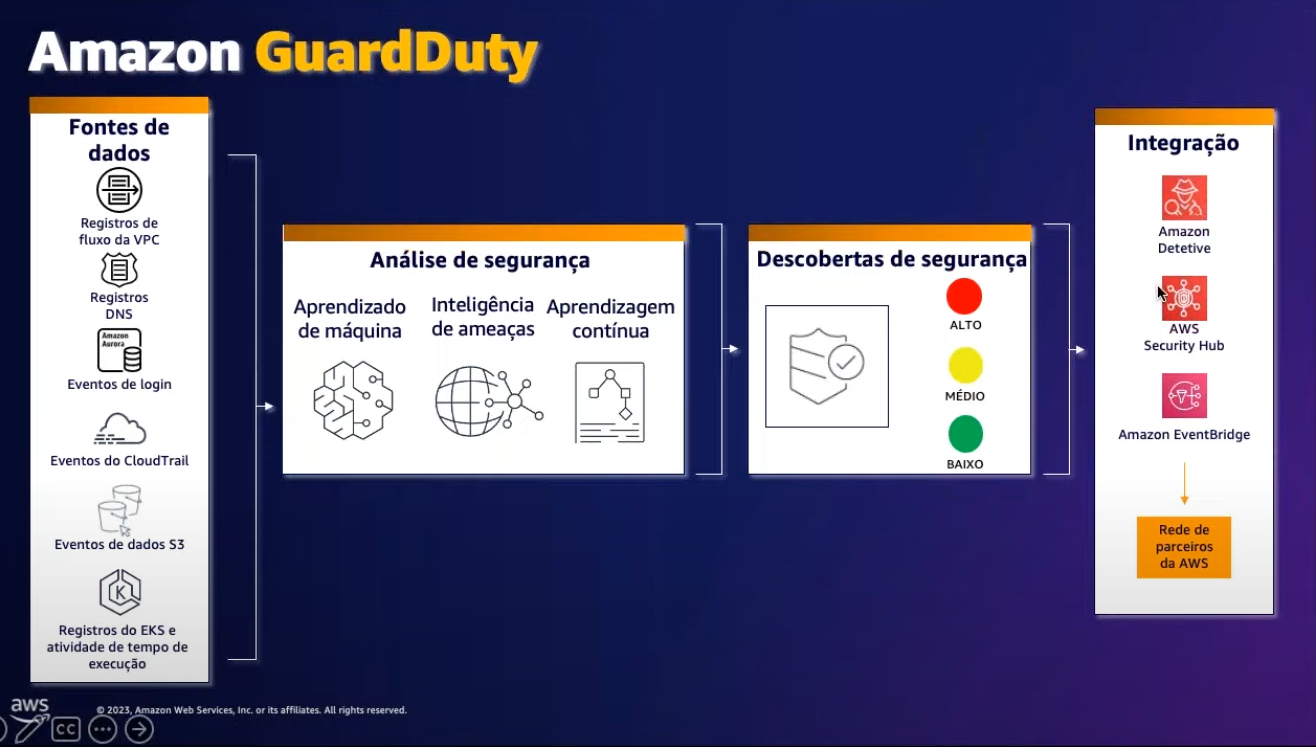 Amazon GuardDuty
Fontes de
dados
Registros de
fluxo da VPC
Registros
DNS
Amazon
Aurora
Eventos de login
Eventos do CloudTrail
Eventos de dados S3
Registros do EKS e
atividade de tempo de
execução
Análise de segurança
Aprendizado
de máquina
Inteligência
de ameaças
Aprendizagem
contínua
Descobertas de segurança
ALTO
MÉDIO
BAIXO
Integração
Amazon
Detetive
AWS
Security Hub
Amazon EventBridge
Rede de
parceiros
da AWS
aws
© 2023, Amazon Web Services, Inc. or its affiliates. All rights reserved.
CC